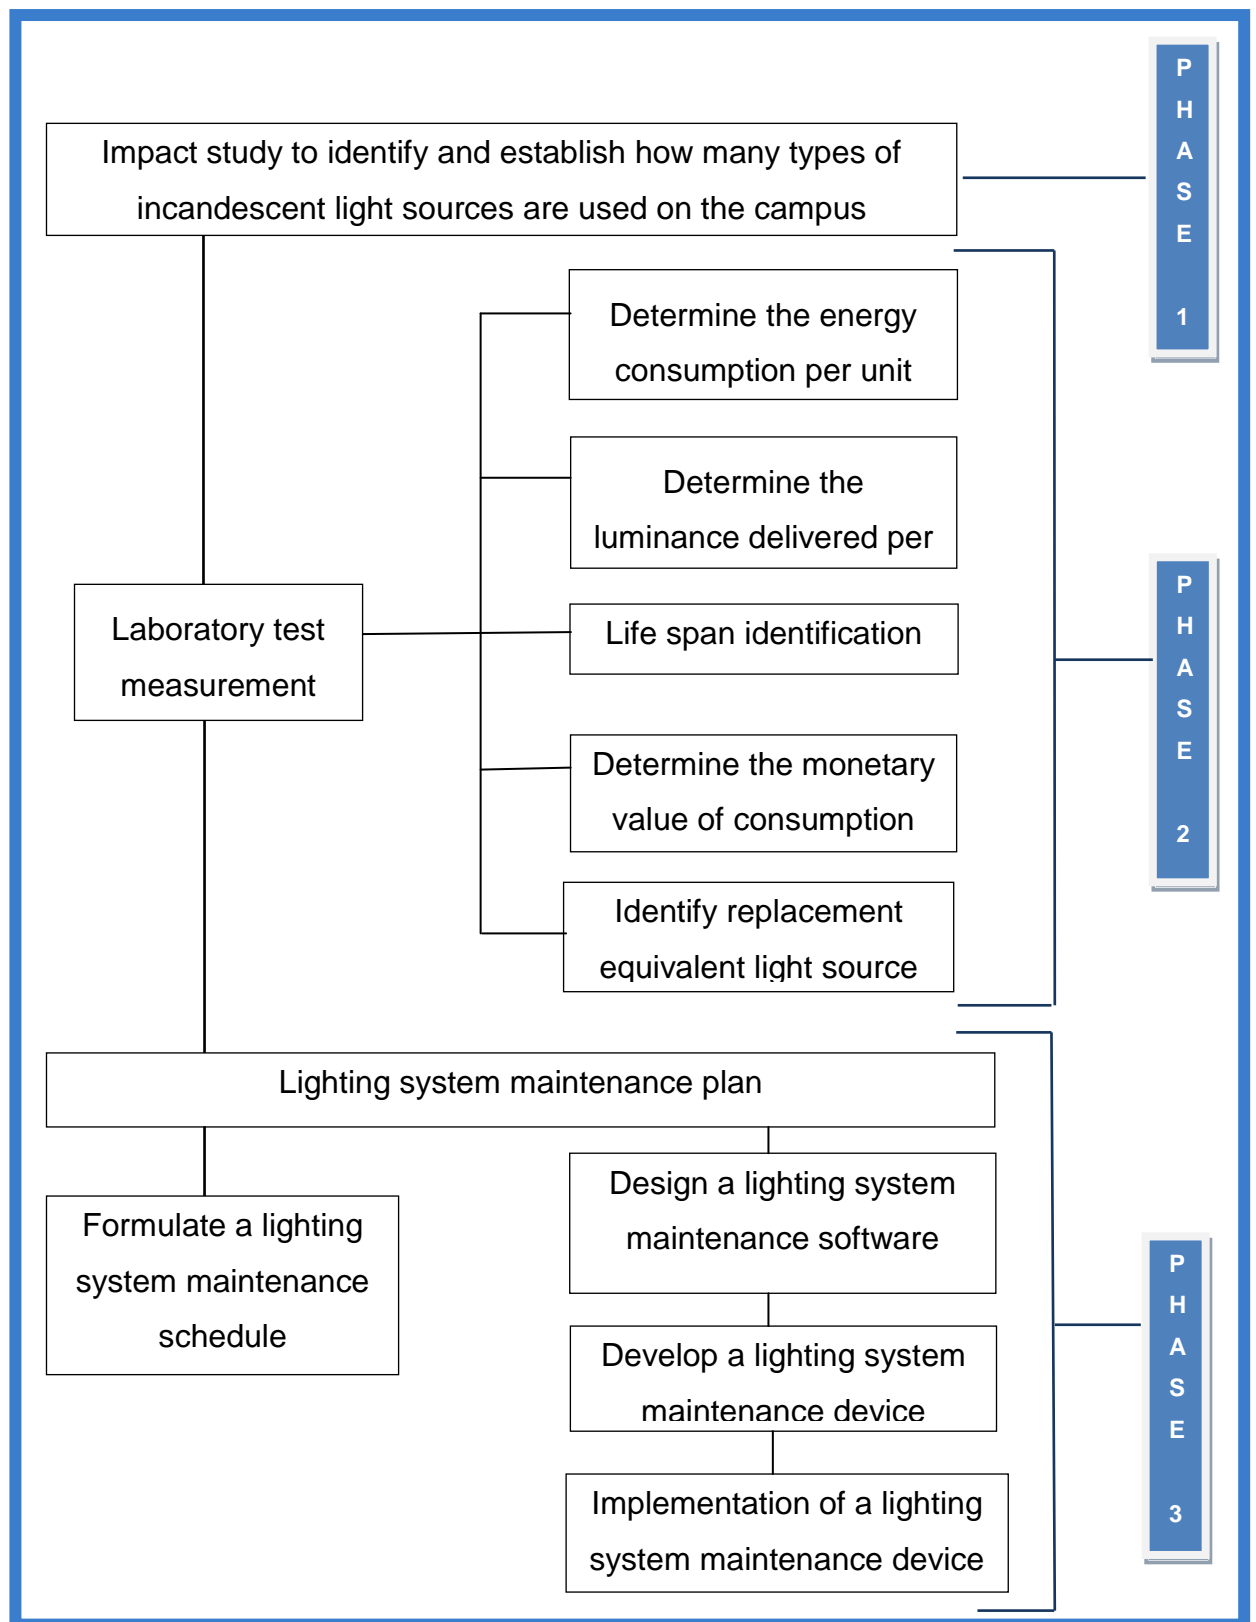 Impact study to identify and establish how many types of
incandescent light sources are used on the campus
PHASE 1
Determine the energy
consumption per unit
Determine the
luminance delivered per
Laboratory test
measurement
Life span identification
Determine the monetary
value of consumption
Identify replacement
equivalent light source
PHASE 2
Lighting system maintenance plan
Formulate a lighting
system maintenance
schedule
Design a lighting system
maintenance software
Develop a lighting system
maintenance device
Implementation of a lighting
system maintenance device
PHASE 3